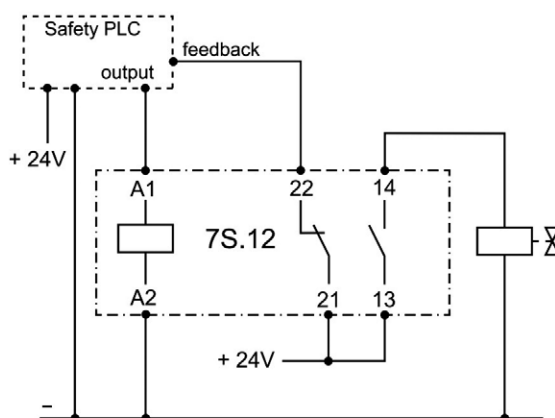 Safety PLC
feedback
output
+ 24V
A1
22
14
7S.12
A2
21
13
+ 24V
–